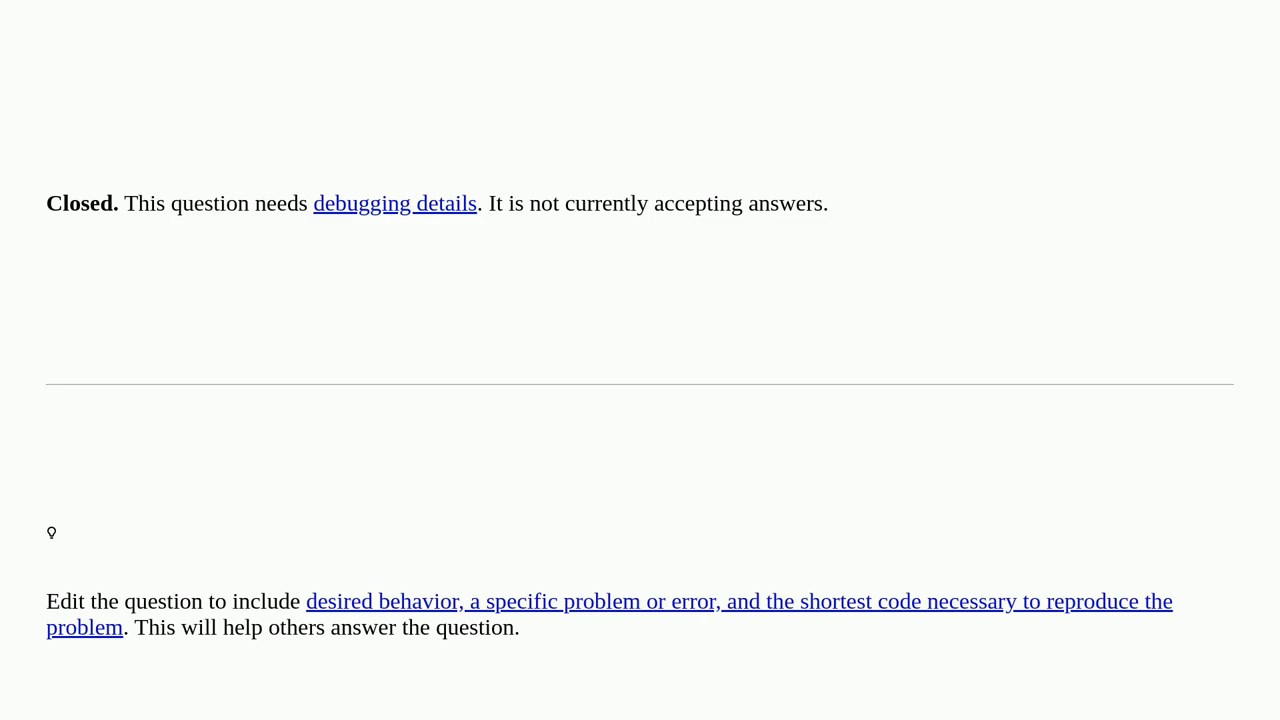 Closed. This question needs debugging details. It is not currently accepting answers.
Edit the question to include desired behavior, a specific problem or error, and the shortest code necessary to reproduce the
problem. This will help others answer the question.